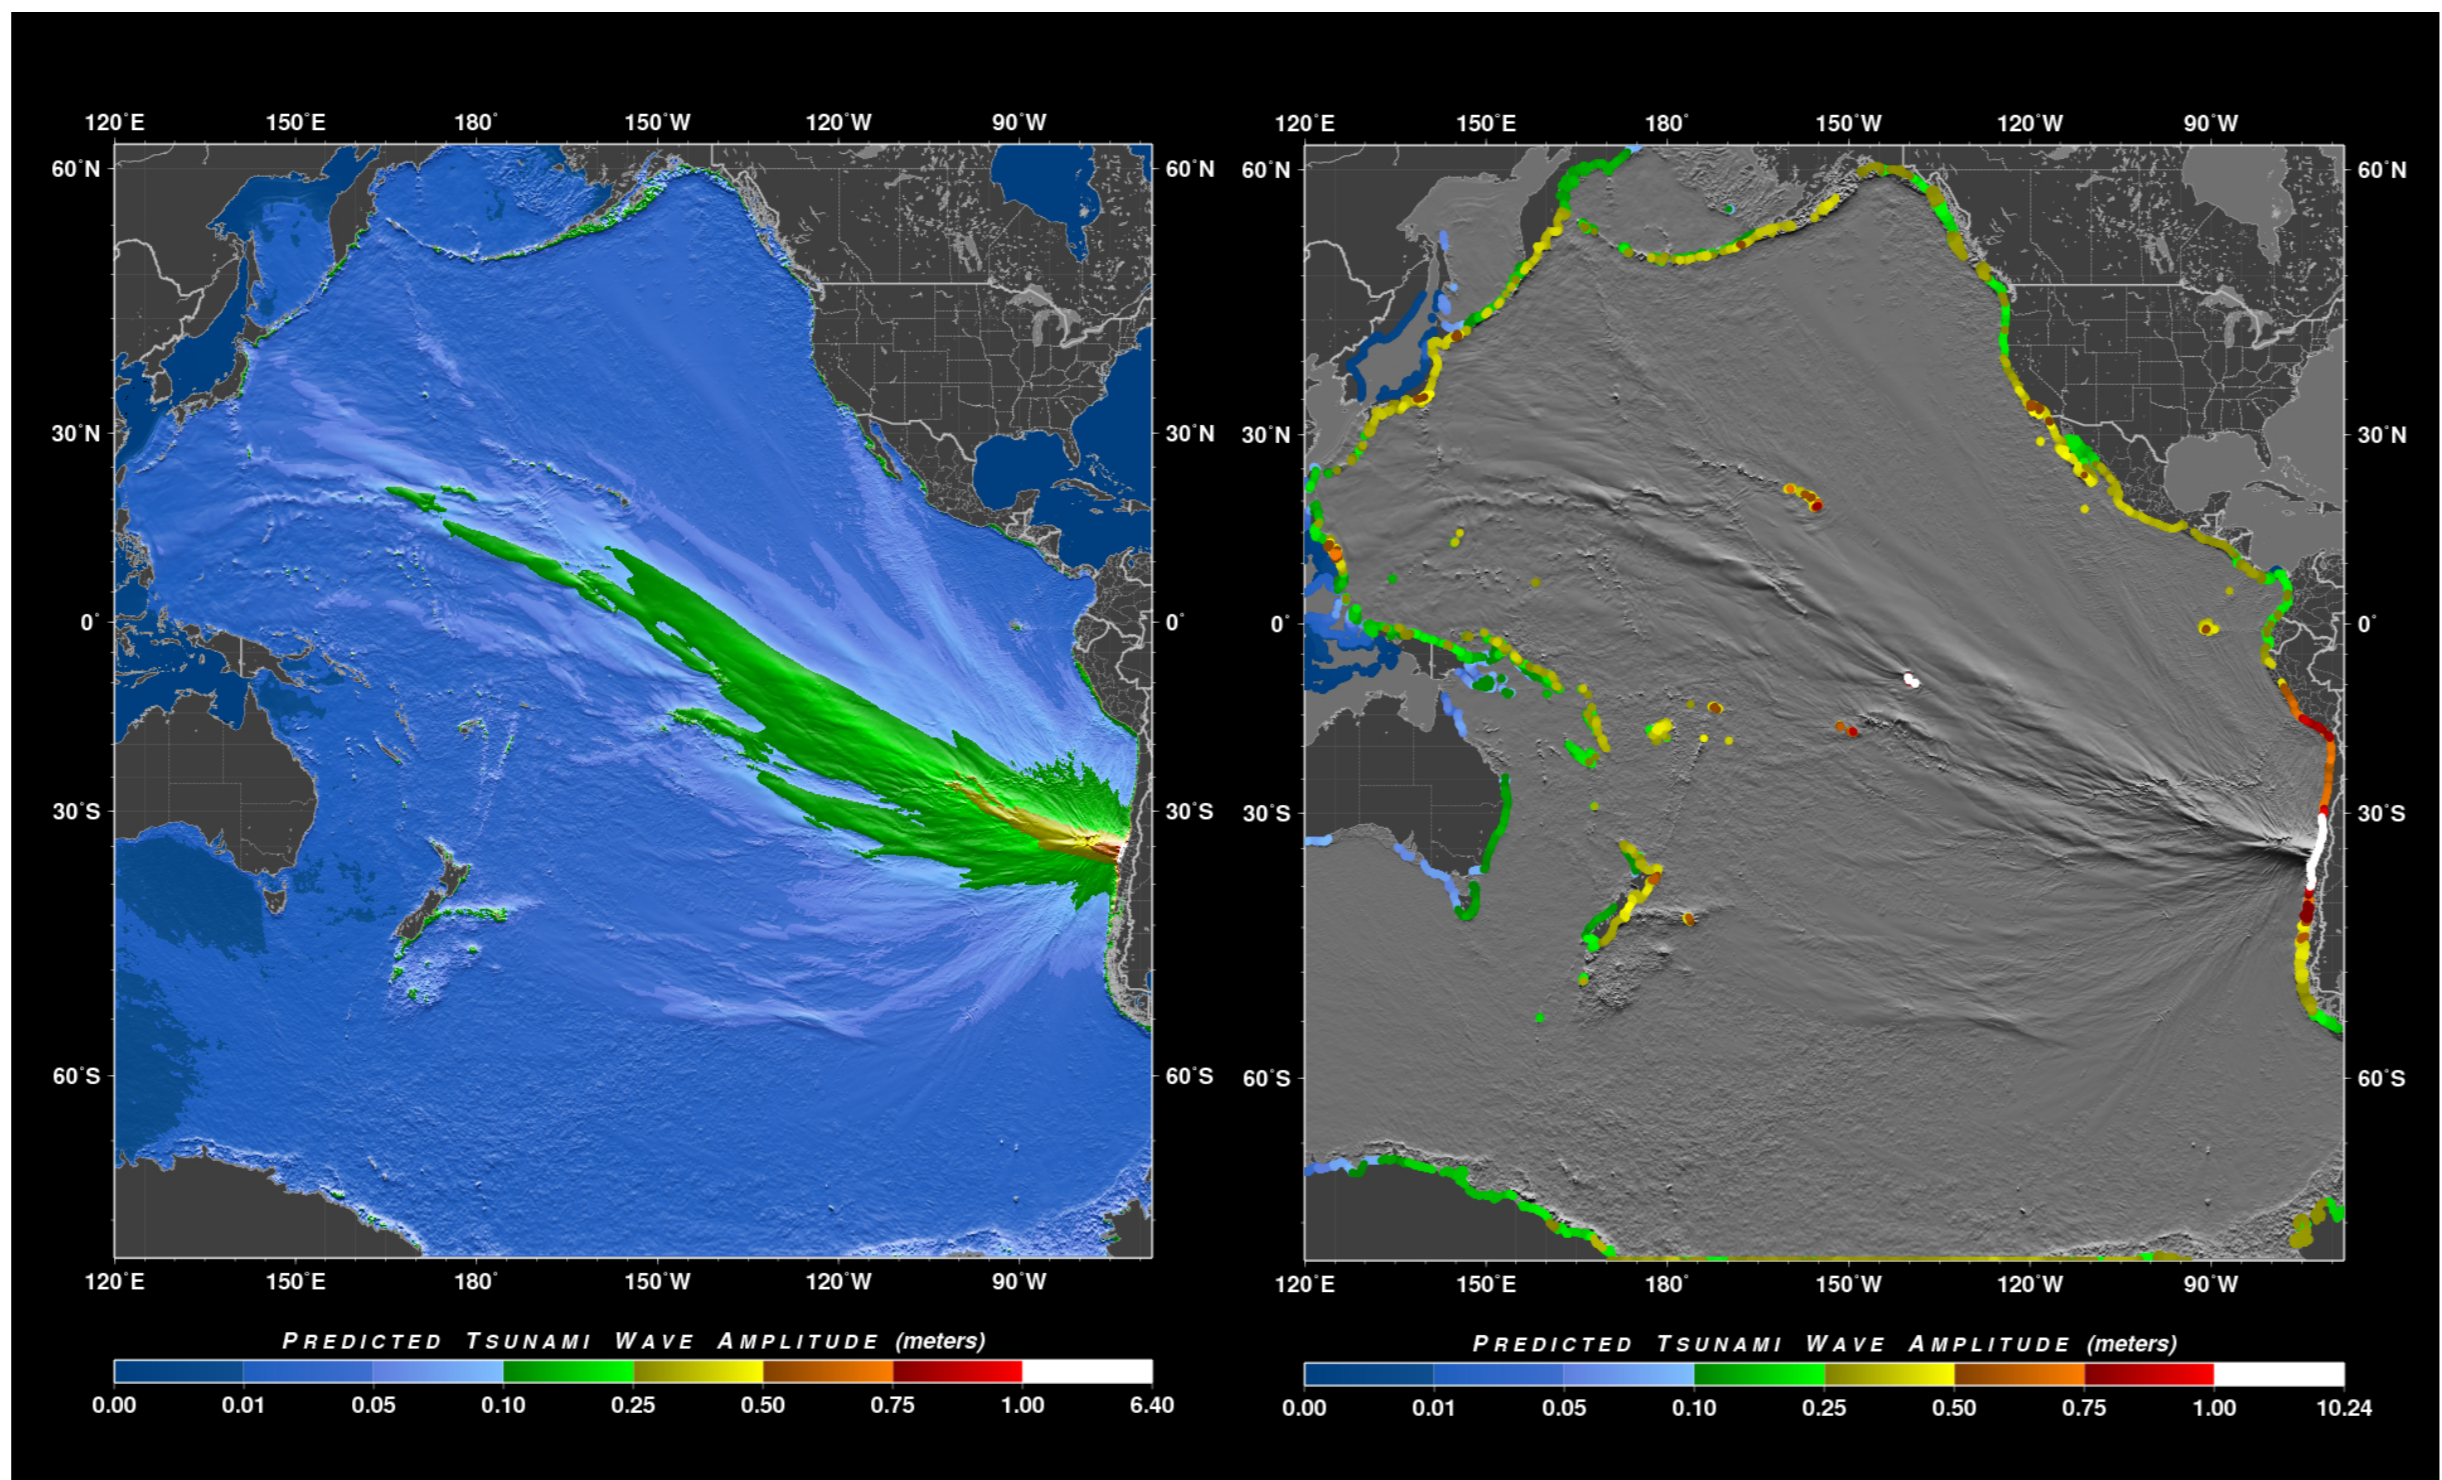 120°E 150°E 180° 150°W 120°W 90°W
60°N 60°N
30°N 30°N
0° 0°
30°S 30°S
60°S 60°S
120°E 150°E 180° 150°W 120°W 90°W
PREDICTED TSUNAMI WAVE AMPLITUDE (meters)
0.00 0.01 0.05 0.10 0.25 0.50 0.75 1.00 6.40
120°E 150°E 180° 150°W 120°W 90°W
60°N 60°N
30°N 30°N
0° 0°
30°S 30°S
60°S 60°S
120°E 150°E 180° 150°W 120°W 90°W
PREDICTED TSUNAMI WAVE AMPLITUDE (meters)
0.00 0.01 0.05 0.10 0.25 0.50 0.75 1.00 10.24